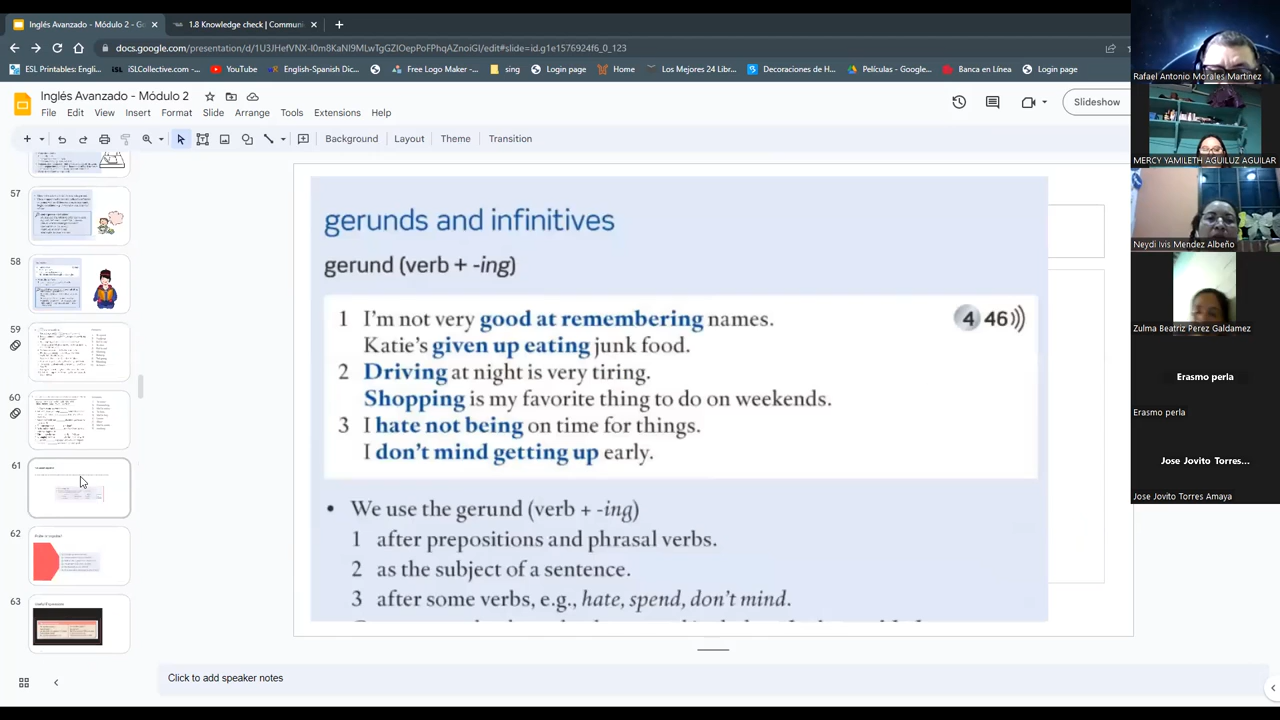 Inglés Avanzado - Módulo 2 - G
1.8 Knowledge check | Communi
docs.google.com/presentation/d/1U3JHefVNX-I0m8KaNI9MLwTgGZIOepPoFPhqAZnoiGI/edit#slide=id.g1e1576924f6_0_123
ESL Printables: Engli...
iSLCollective.com -...
YouTube
English-Spanish Dic...
Free Logo Maker -...
Login page
Home
Los Mejores 24 Libr...
Decoraciones de H...
Películas - Google...
Banca en Línea
Login page
Inglés Avanzado - Módulo 2
File Edit View Insert Format Slide Arrange Tools Extensions Help
Slideshow
Background Layout Theme Transition
57
58
59
60
61
62
63
gerunds and infinitives
gerund (verb + -ing)
1 I'm not very good at remembering names.
4 46
Katie's given up eating junk food.
2 Driving at night is very tiring.
Shopping is my favorite thing to do on weekends.
3 I hate not being on time for things.
I don't mind getting up early.
• We use the gerund (verb + -ing)
1 after prepositions and phrasal verbs.
2 as the subject of a sentence.
3 after some verbs, e.g., hate, spend, don't mind.
Click to add speaker notes
Rafael Antonio Morales Martinez
MERCY YAMILETH AGUILUZ AGUILAR
Neydi Ivis Mendez Albeño
Zulma Beatriz Perez Galdamez
Erasmo perla
Erasmo perla
Jose Jovito Torres...
Jose Jovito Torres Amaya